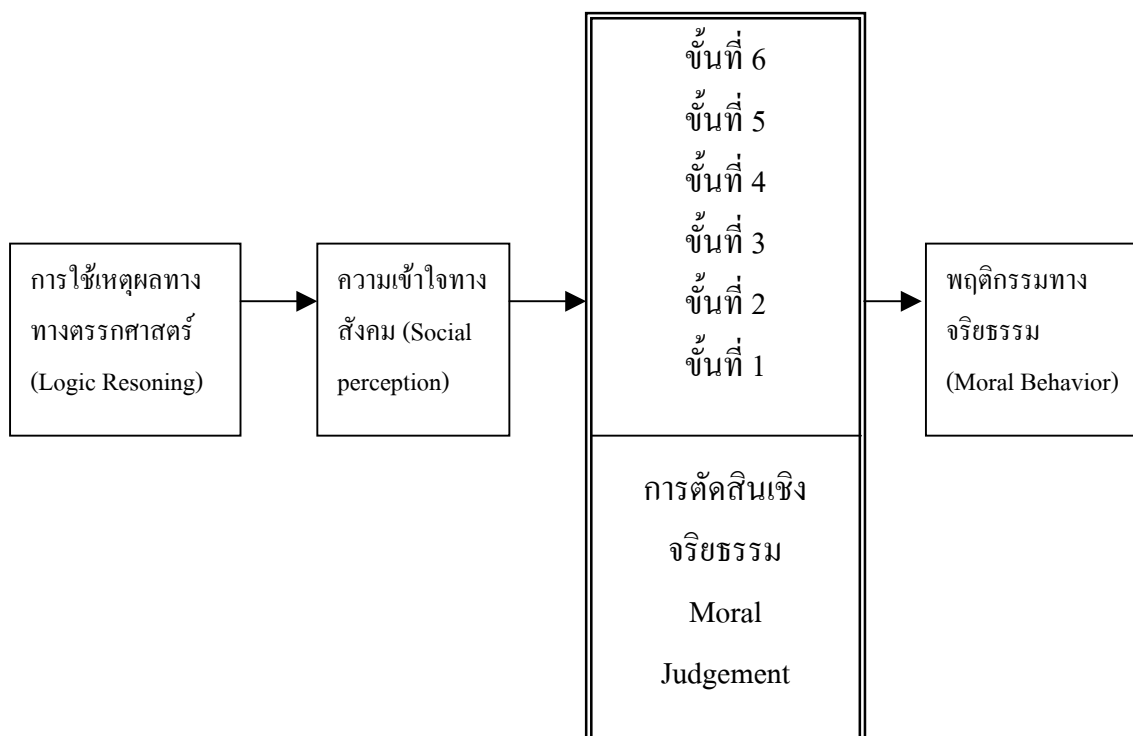 การใช้เหตุผลทาง
ทางตรรกศาสตร์
(Logic Resoning)
ความเข้าใจทาง
สังคม (Social
perception)
ขั้นที่ 6
ขั้นที่ 5
ขั้นที่ 4
ขั้นที่ 3
ขั้นที่ 2
ขั้นที่ 1
การตัดสินเชิง
จริยธรรม
Moral
Judgement
พฤติกรรมทาง
จริยธรรม
(Moral Behavior)